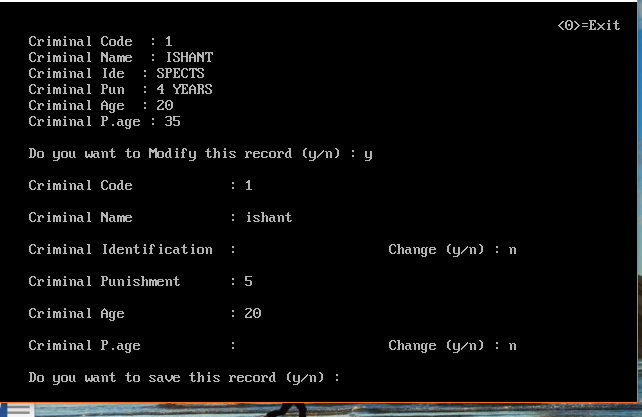 <0>=Exit
Criminal Code : 1
Criminal Name : ISHANT
Criminal Ide : SPECTS
Criminal Pun : 4 YEARS
Criminal Age : 20
Criminal P.age : 35
Do you want to Modify this record (y/n) : y
Criminal Code : 1
Criminal Name : ishant
Criminal Identification : Change (y/n) : n
Criminal Punishment : 5
Criminal Age : 20
Criminal P.age : Change (y/n) : n
Do you want to save this record (y/n) :